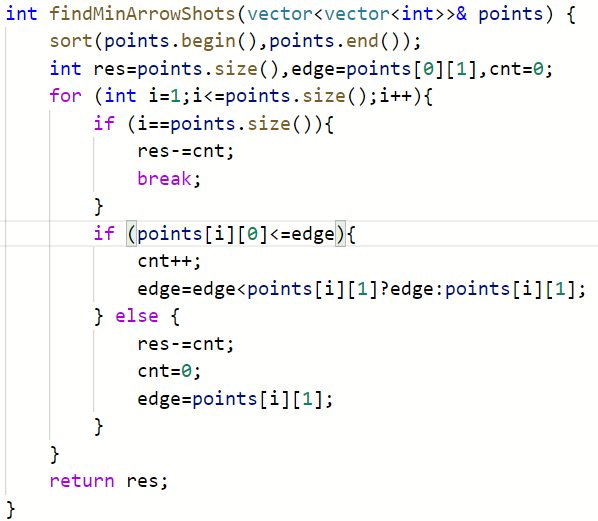 int findMinArrowShots(vector<vector<int>>& points) {
    sort(points.begin(),points.end());
    int res=points.size(),edge=points[0][1],cnt=0;
    for (int i=1;i<=points.size();i++){
        if (i==points.size()){
            res-=cnt;
            break;
        }
        if (points[i][0]<=edge){
            cnt++;
            edge=edge<points[i][1]?edge:points[i][1];
        } else {
            res-=cnt;
            cnt=0;
            edge=points[i][1];
        }
    }
    return res;
}